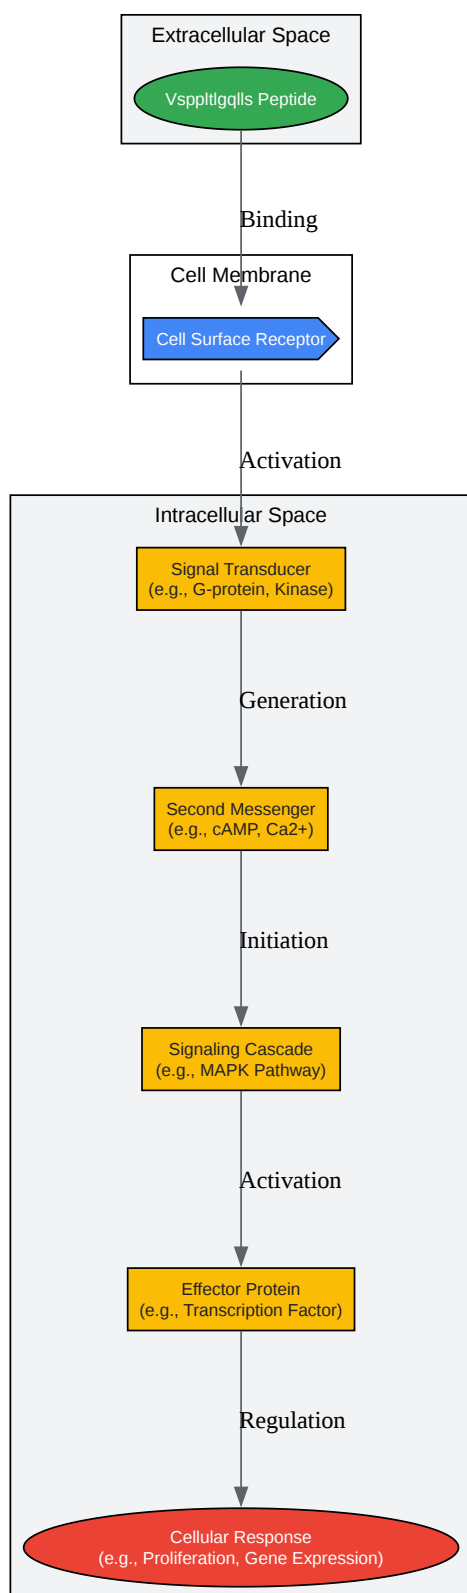 Extracellular Space
Vsppltlgqlls Peptide
Binding
Cell Membrane
Cell Surface Receptor
Activation
Intracellular Space
Signal Transducer
(e.g., G-protein, Kinase)
Generation
Second Messenger
(e.g., cAMP, Ca2+)
Initiation
Signaling Cascade
(e.g., MAPK Pathway)
Activation
Effector Protein
(e.g., Transcription Factor)
Regulation
Cellular Response
(e.g., Proliferation, Gene Expression)